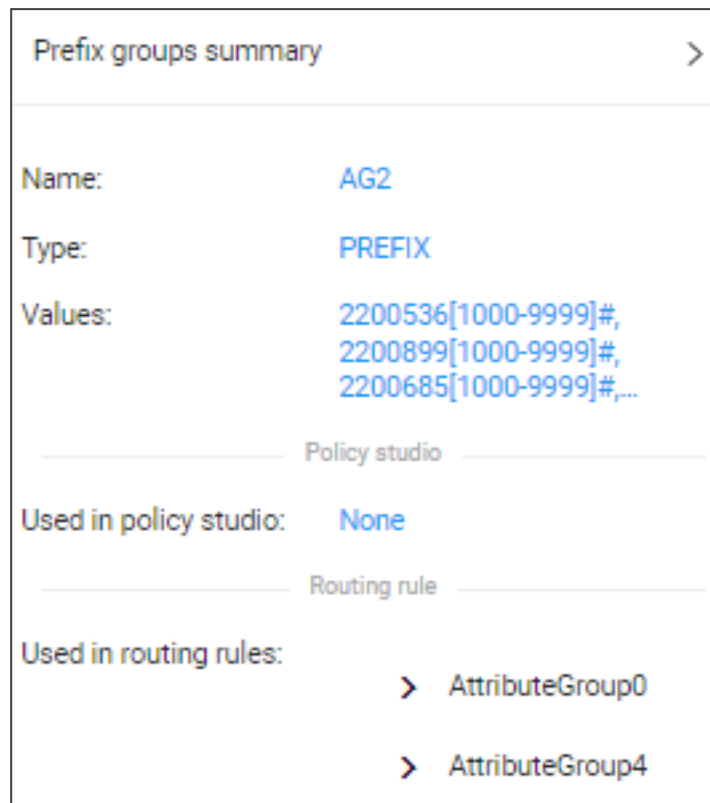 Prefix groups summary
Name: AG2
Type: PREFIX
Values: 2200536[1000-9999]#,
2200899[1000-9999]#,
2200685[1000-9999]#,...
Policy studio
Used in policy studio: None
Routing rule
Used in routing rules:
AttributeGroup0
AttributeGroup4